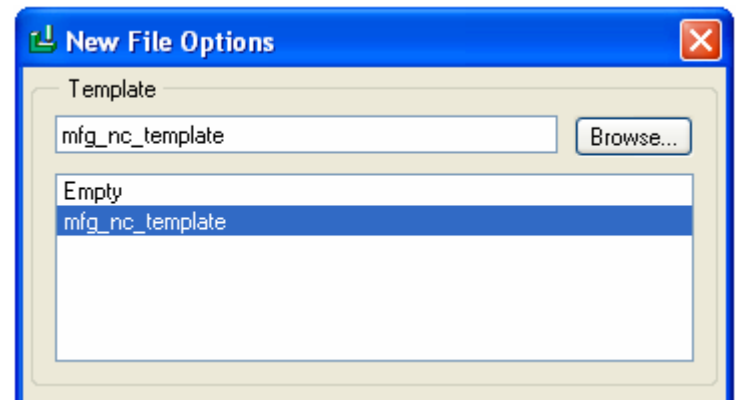 New File Options
Template
mfg_nc_template
Browse...
Empty
mfg_nc_template